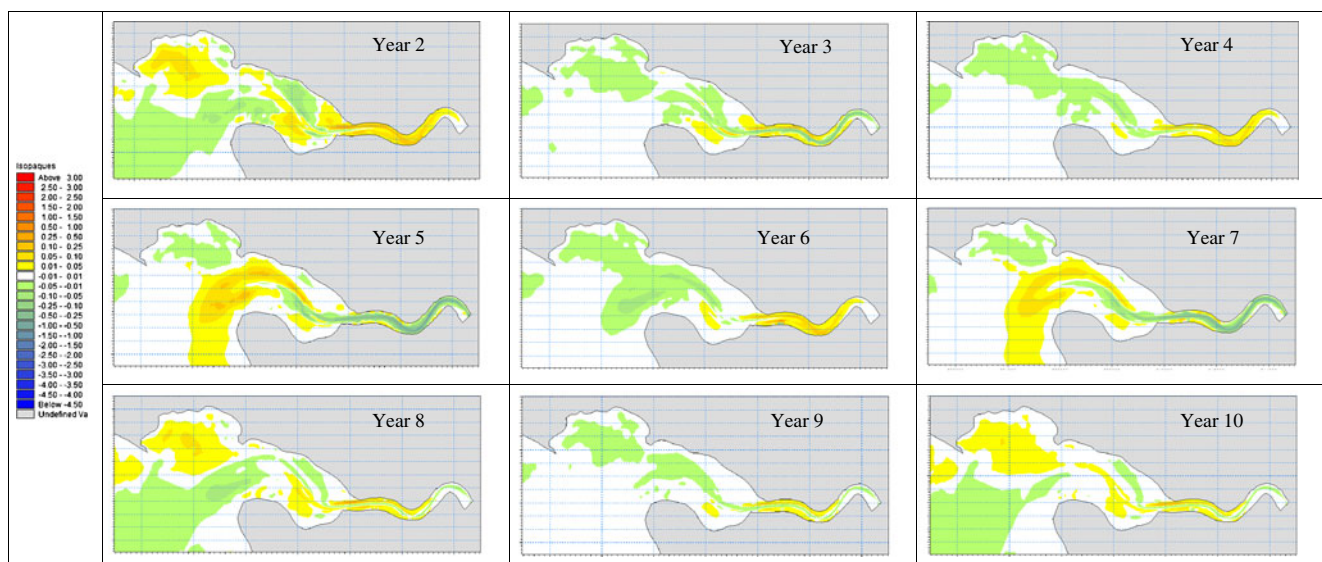 Year 2
Year 3
Year 4
Isopaques
Above 3.00
2.50 - 3.00
2.00 - 2.50
1.50 - 2.00
1.00 - 1.50
0.50 - 1.00
0.25 - 0.50
0.10 - 0.25
0.05 - 0.10
0.01 - 0.05
-0.01 - 0.01
-0.05 - -0.01
-0.10 - -0.05
-0.25 - -0.10
-0.50 - -0.25
-1.00 - -0.50
-1.50 - -1.00
-2.00 - -1.50
-2.50 - -2.00
-3.00 - -2.50
-3.50 - -3.00
-4.00 - -3.50
-4.50 - -4.00
Below -4.50
Undefined Va
Year 5
Year 6
Year 7
Year 8
Year 9
Year 10